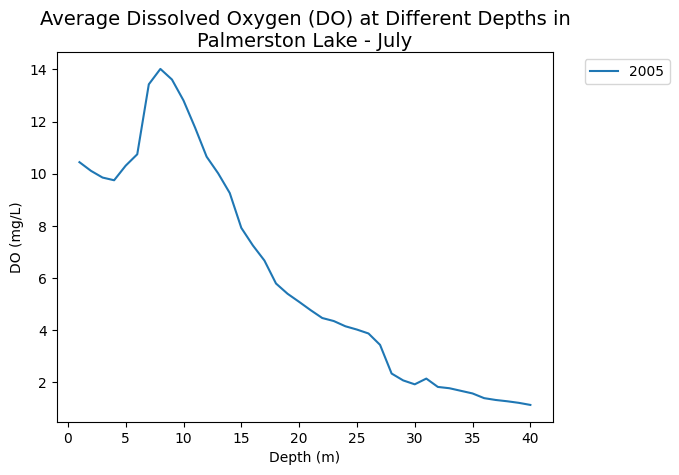 Average Dissolved Oxygen (DO) at Different Depths in
Palmerston Lake - July
2005
14
12
10
8
6
4
2
DO (mg/L)
0 5 10 15 20 25 30 35 40
Depth (m)